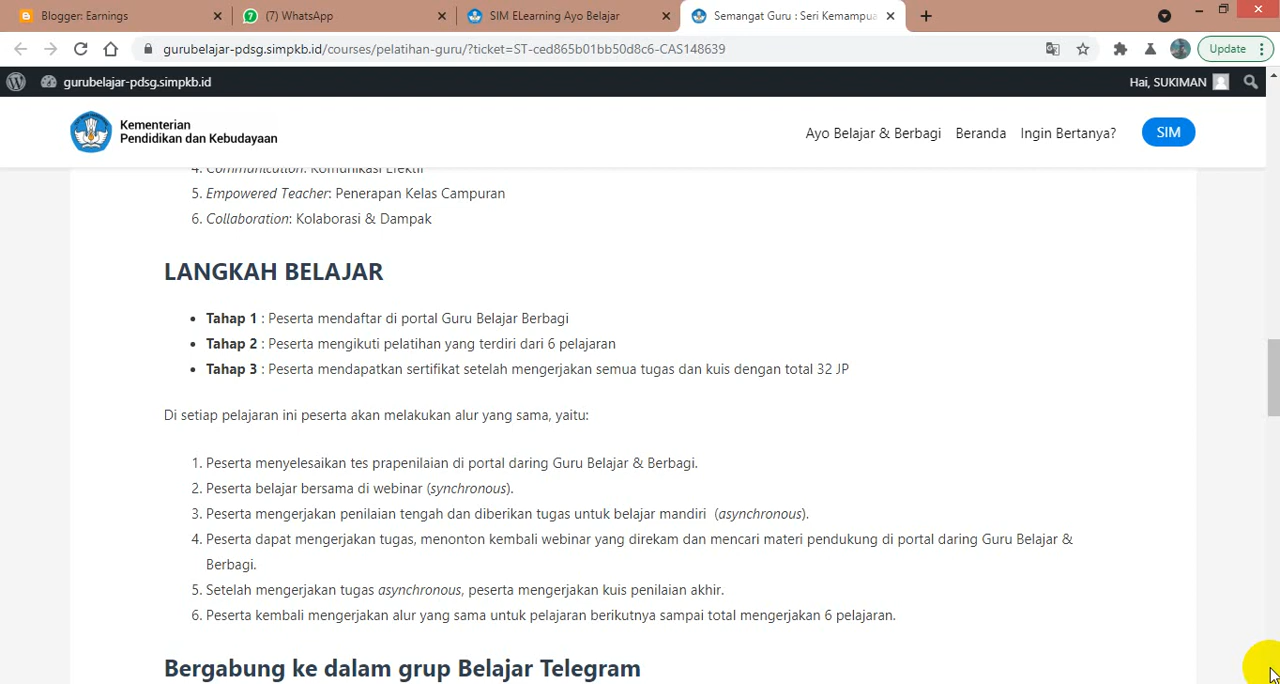 Blogger: Earnings
(7) WhatsApp
SIM ELearning Ayo Belajar
Semangat Guru : Seri Kemampua
gurubelajar-pdsg.simpkb.id/courses/pelatihan-guru/?ticket=ST-ced865b01bb50d8c6-CAS148639
Update
gurubelajar-pdsg.simpkb.id
Hai, SUKIMAN
Kementerian
Pendidikan dan Kebudayaan
Ayo Belajar & Berbagi
Beranda
Ingin Bertanya?
SIM
4. Communication: Komunikasi Efektif
5. Empowered Teacher: Penerapan Kelas Campuran
6. Collaboration: Kolaborasi & Dampak
LANGKAH BELAJAR
• Tahap 1 : Peserta mendaftar di portal Guru Belajar Berbagi
• Tahap 2 : Peserta mengikuti pelatihan yang terdiri dari 6 pelajaran
• Tahap 3 : Peserta mendapatkan sertifikat setelah mengerjakan semua tugas dan kuis dengan total 32 JP
Di setiap pelajaran ini peserta akan melakukan alur yang sama, yaitu:
1. Peserta menyelesaikan tes prapenilaian di portal daring Guru Belajar & Berbagi.
2. Peserta belajar bersama di webinar (synchronous).
3. Peserta mengerjakan penilaian tengah dan diberikan tugas untuk belajar mandiri (asynchronous).
4. Peserta dapat mengerjakan tugas, menonton kembali webinar yang direkam dan mencari materi pendukung di portal daring Guru Belajar &
Berbagi.
5. Setelah mengerjakan tugas asynchronous, peserta mengerjakan kuis penilaian akhir.
6. Peserta kembali mengerjakan alur yang sama untuk pelajaran berikutnya sampai total mengerjakan 6 pelajaran.
Bergabung ke dalam grup Belajar Telegram